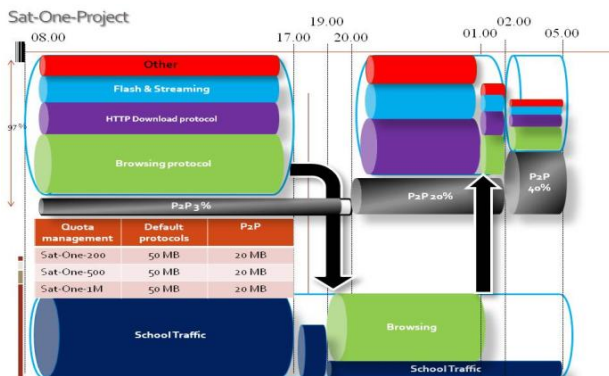 Sat-One-Project
08.00
17.00
19.00
20.00
01.00
02.00
05.00
97%
Other
Flash & Streaming
HTTP Download protocol
Browsing protocol
P2P 3%
P2P 20%
P2P
40%
Quota management
Default protocols
P2P
Sat-One-200 50 MB 20 MB
Sat-One-500 50 MB 20 MB
Sat-One-1M 50 MB 20 MB
School Traffic
Browsing
School Traffic